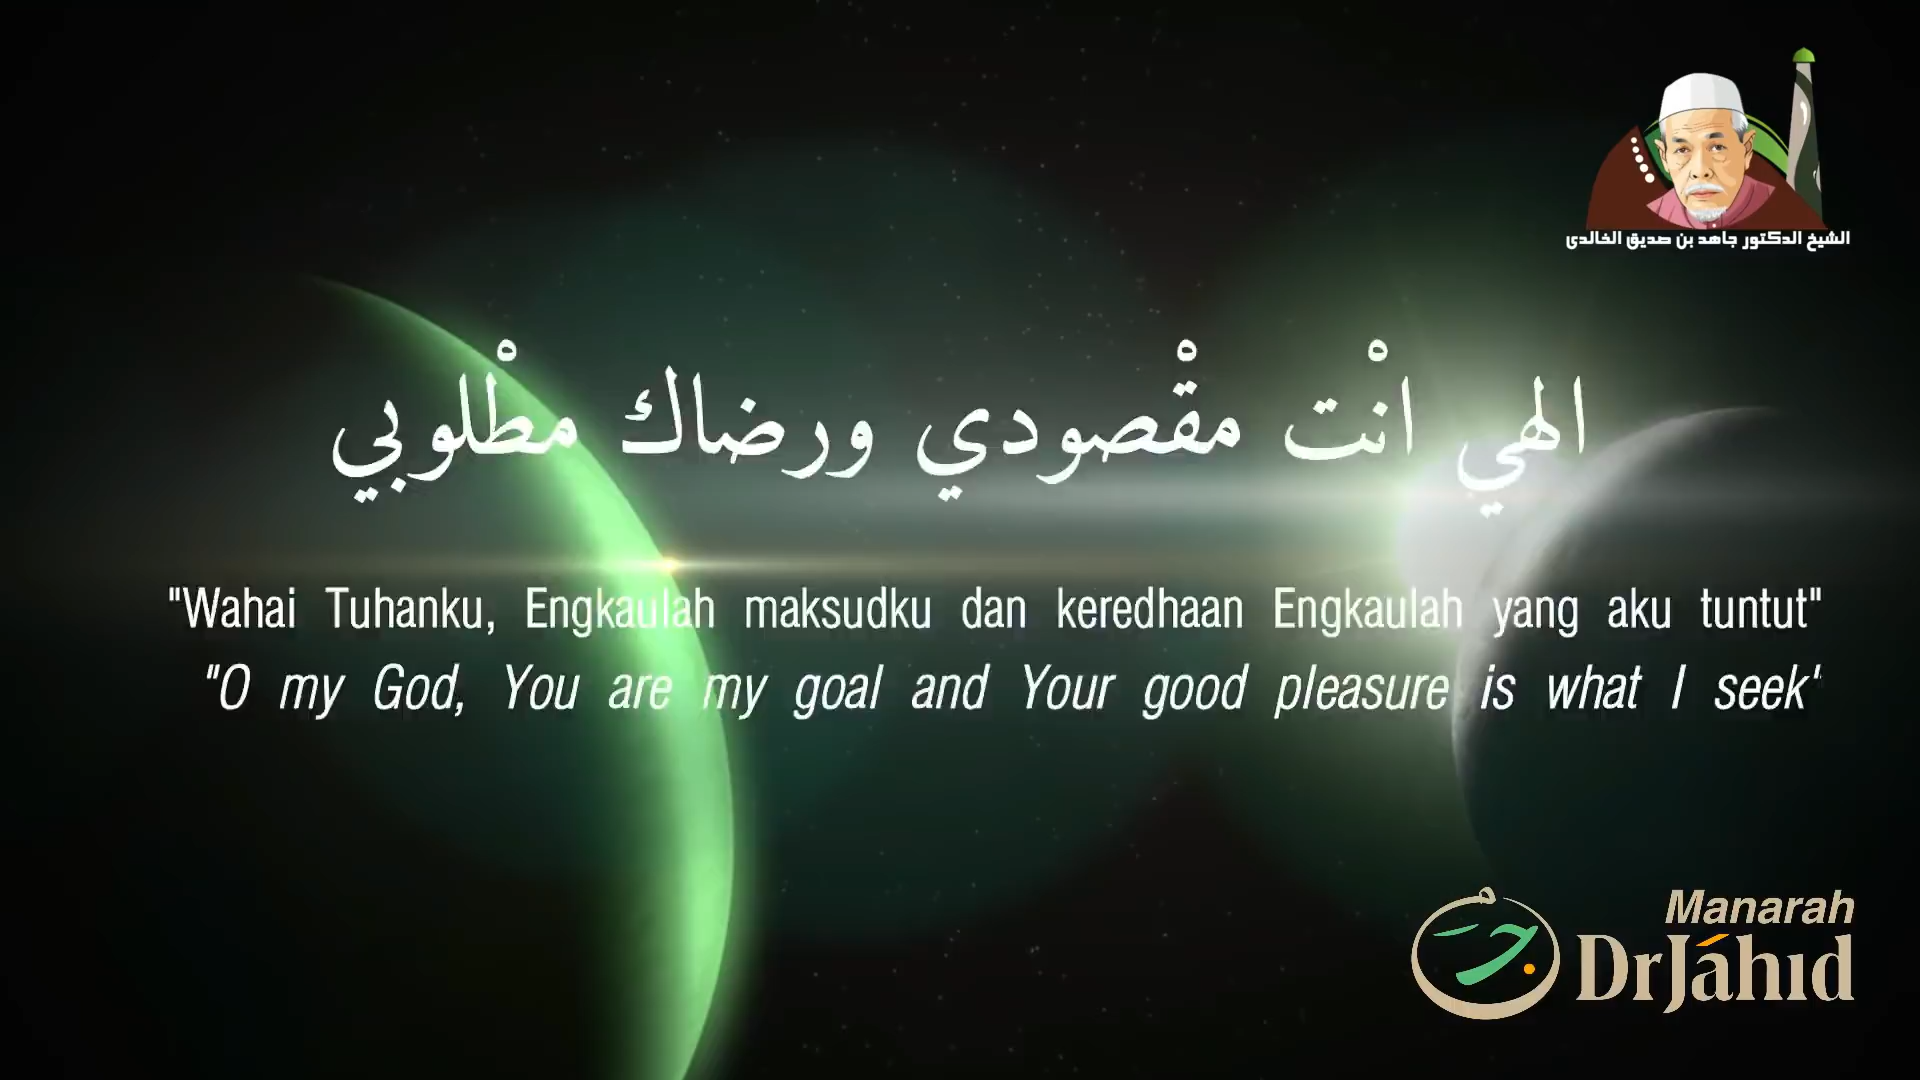 الشيخ الدكتور جاهد بن صديق الخالدي
الهي انْت مقْصودي ورضاك مطْلوبي
"Wahai Tuhanku, Engkaulah maksudku dan keredhaan Engkaulah yang aku tuntut"
"O my God, You are my goal and Your good pleasure is what I seek'
Manarah
DrJáhıd